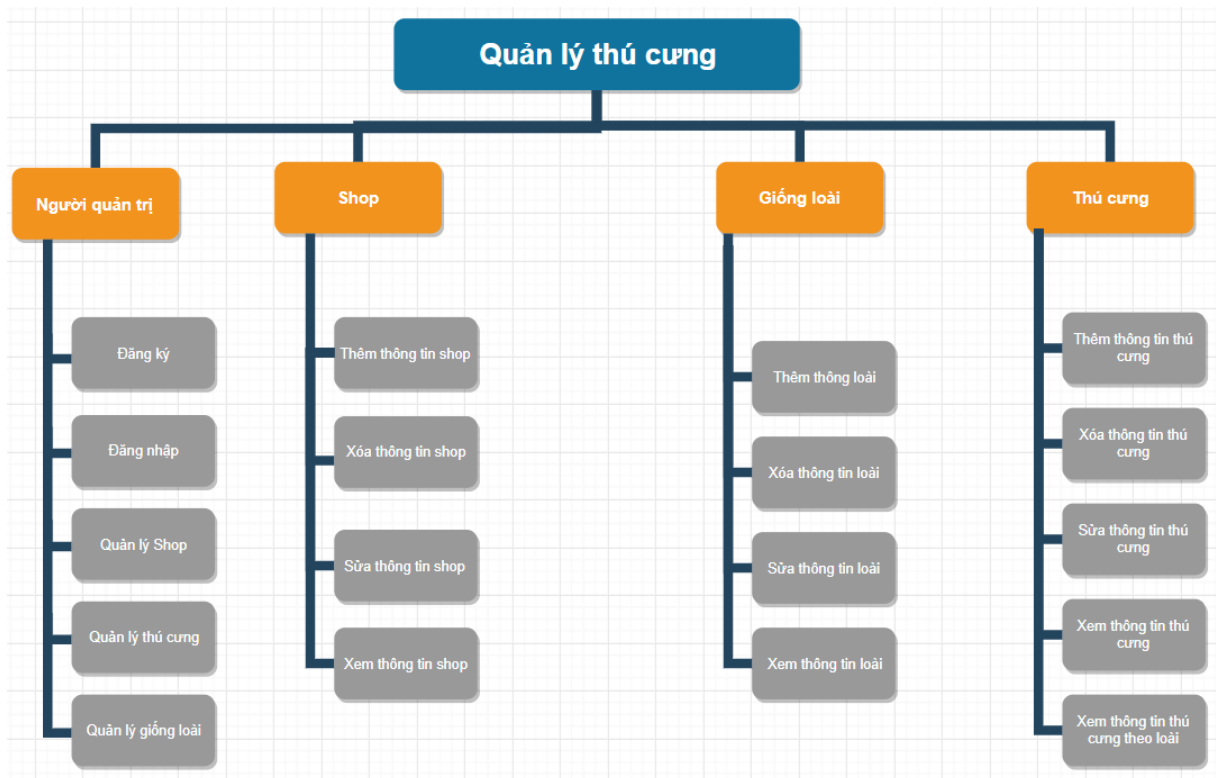 Quản lý thú cưng
Người quản trị
Shop
Giống loài
Thú cưng
Đăng ký
Đăng nhập
Quản lý Shop
Quản lý thú cưng
Quản lý giống loài
Thêm thông tin shop
Xóa thông tin shop
Sửa thông tin shop
Xem thông tin shop
Thêm thông loài
Xóa thông tin loài
Sửa thông tin loài
Xem thông tin loài
Thêm thông tin thú
cưng
Xóa thông tin thú
cưng
Sửa thông tin thú
cưng
Xem thông tin thú
cưng
Xem thông tin thú
cưng theo loài